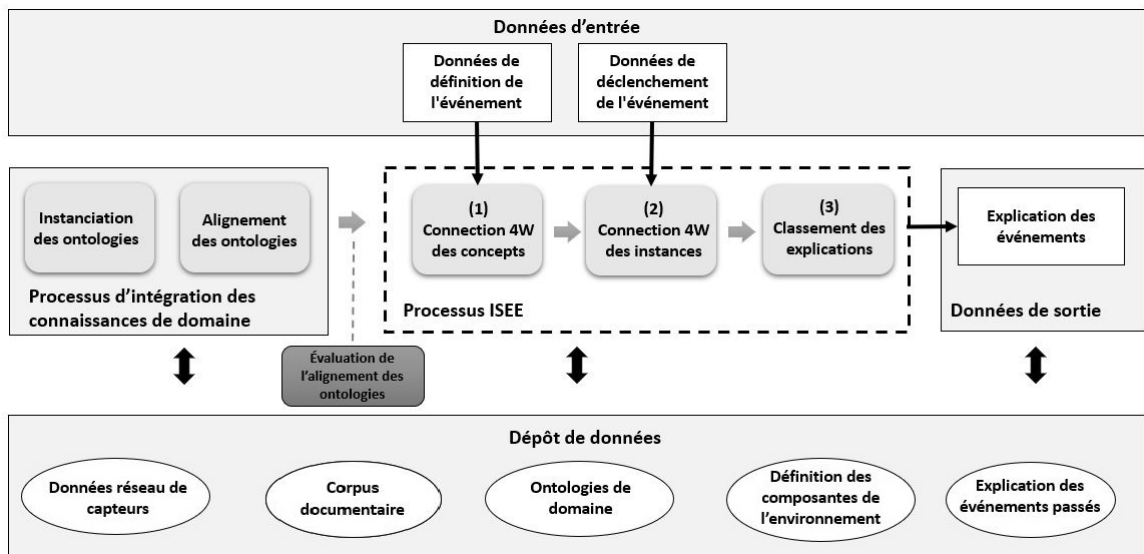 Données d'entrée
Données de
définition de
l'événement
Données de
déclenchement
de l'événement
Instanciation
des ontologies
Alignement
des ontologies
Processus d'intégration des
connaissances de domaine
(1)
Connection 4W
des concepts
(2)
Connection 4W
des instances
(3)
Classement des
explications
Processus ISEE
Explication des
événements
Données de sortie
Évaluation de
l'alignement des
ontologies
Dépôt de données
Données réseau de
capteurs
Corpus
documentaire
Ontologies de
domaine
Définition des
composantes de
l'environnement
Explication des
événements passés